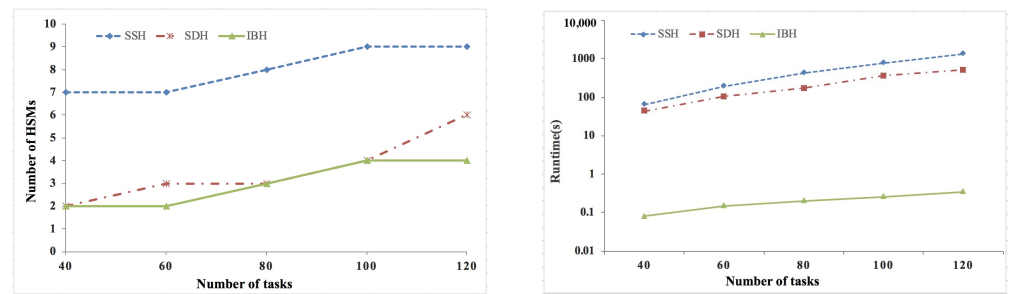 10
9
8
7
6
5
4
3
2
1
0
SSH SDH IBH
Number of HSMs
40 60 80 100 120
Number of tasks
10,000
1000
100
10
1
0.1
0.01
SSH SDH IBH
Runtime(s)
40 60 80 100 120
Number of tasks